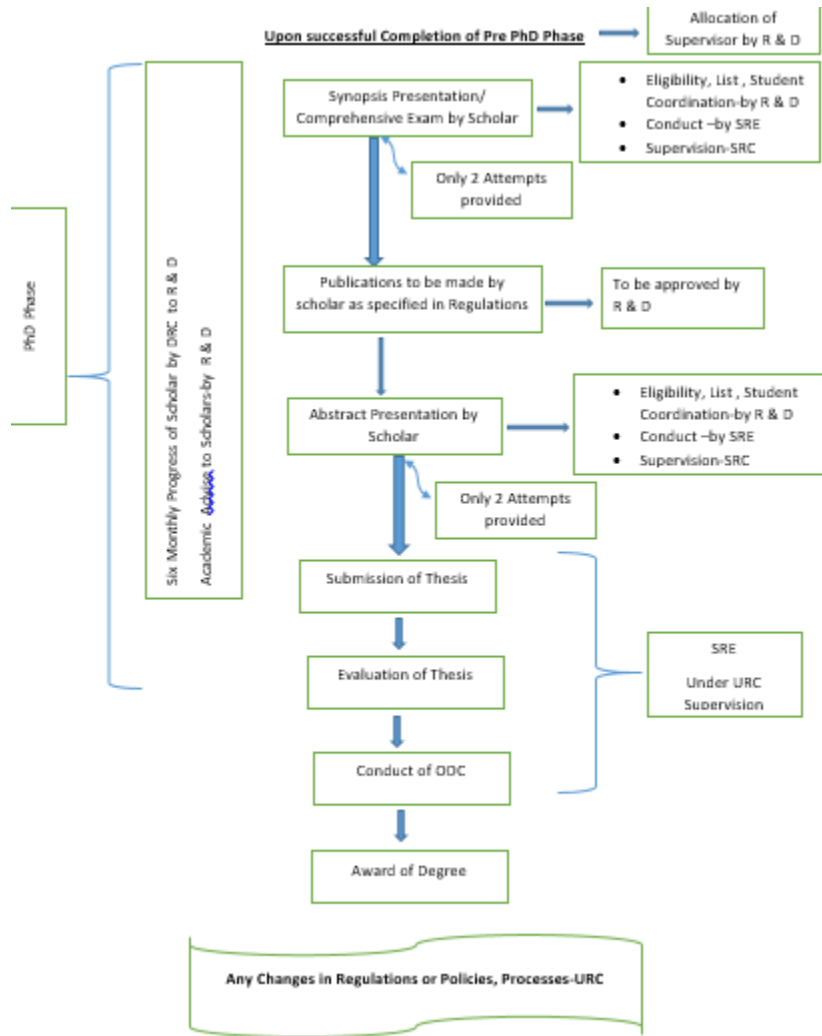 Upon successful Completion of Pre PhD Phase
Allocation of
Supervisor by R & D
Synopsis Presentation/
Comprehensive Exam by Scholar
• Eligibility, List , Student
Coordination-by R & D
• Conduct –by SRE
• Supervision-SRC
Only 2 Attempts
provided
PhD Phase
Six Monthly Progress of Scholar by DRC to R & D
Academic Advise to Scholars-by R & D
Publications to be made by
scholar as specified in Regulations
To be approved by
R & D
Abstract Presentation by
Scholar
• Eligibility, List , Student
Coordination-by R & D
• Conduct –by SRE
• Supervision-SRC
Only 2 Attempts
provided
Submission of Thesis
Evaluation of Thesis
SRE
Under URC
Supervision
Conduct of ODC
Award of Degree
Any Changes in Regulations or Policies, Processes-URC